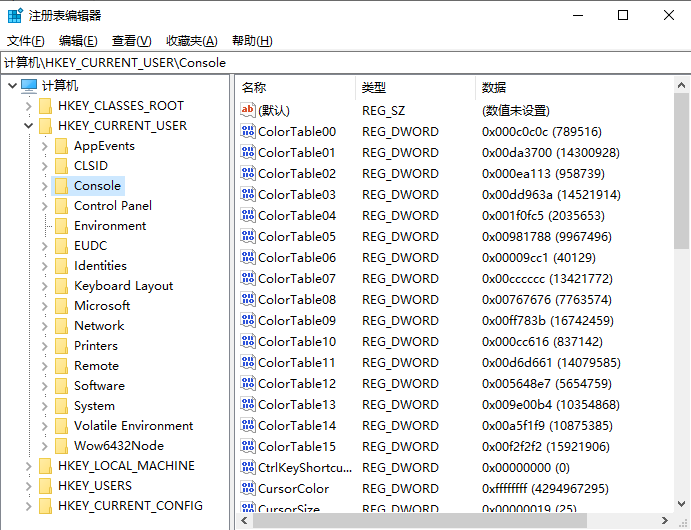 注册表编辑器
文件(F) 编辑(E) 查看(V) 收藏夹(A) 帮助(H)
计算机\HKEY_CURRENT_USER\Console
计算机
HKEY_CLASSES_ROOT
HKEY_CURRENT_USER
AppEvents
CLSID
Console
Control Panel
Environment
EUDC
Identities
Keyboard Layout
Microsoft
Network
Printers
Remote
Software
System
Volatile Environment
Wow6432Node
HKEY_LOCAL_MACHINE
HKEY_USERS
HKEY_CURRENT_CONFIG
名称 类型 数据
(默认) REG_SZ (数值未设置)
ColorTable00 REG_DWORD 0x000c0c0c (789516)
ColorTable01 REG_DWORD 0x00da3700 (14300928)
ColorTable02 REG_DWORD 0x000ea113 (958739)
ColorTable03 REG_DWORD 0x00dd963a (14521914)
ColorTable04 REG_DWORD 0x001f0fc5 (2035653)
ColorTable05 REG_DWORD 0x00981788 (9967496)
ColorTable06 REG_DWORD 0x00009cc1 (40129)
ColorTable07 REG_DWORD 0x00cccccc (13421772)
ColorTable08 REG_DWORD 0x00767676 (7763574)
ColorTable09 REG_DWORD 0x00ff783b (16742459)
ColorTable10 REG_DWORD 0x000cc616 (837142)
ColorTable11 REG_DWORD 0x00d6d661 (14079585)
ColorTable12 REG_DWORD 0x005648e7 (5654759)
ColorTable13 REG_DWORD 0x009e00b4 (10354868)
ColorTable14 REG_DWORD 0x00a5f1f9 (10875385)
ColorTable15 REG_DWORD 0x00f2f2f2 (15921906)
CtrlKeyShortcu... REG_DWORD 0x00000000 (0)
CursorColor REG_DWORD 0xffffffff (4294967295)
CursorSize REG_DWORD 0x00000019 (25)